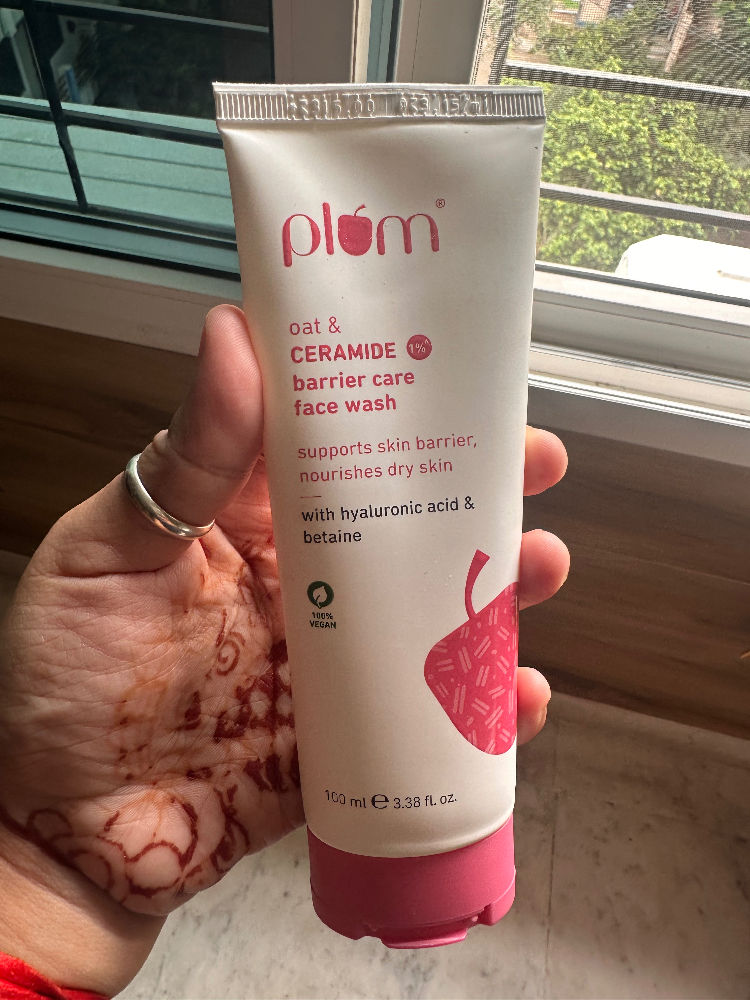 plum®
oat &
CERAMIDE 1%^
barrier care
face wash
supports skin barrier,
nourishes dry skin
with hyaluronic acid &
betaine
100%
VEGAN
100 ml ℮ 3.38 fl. oz.